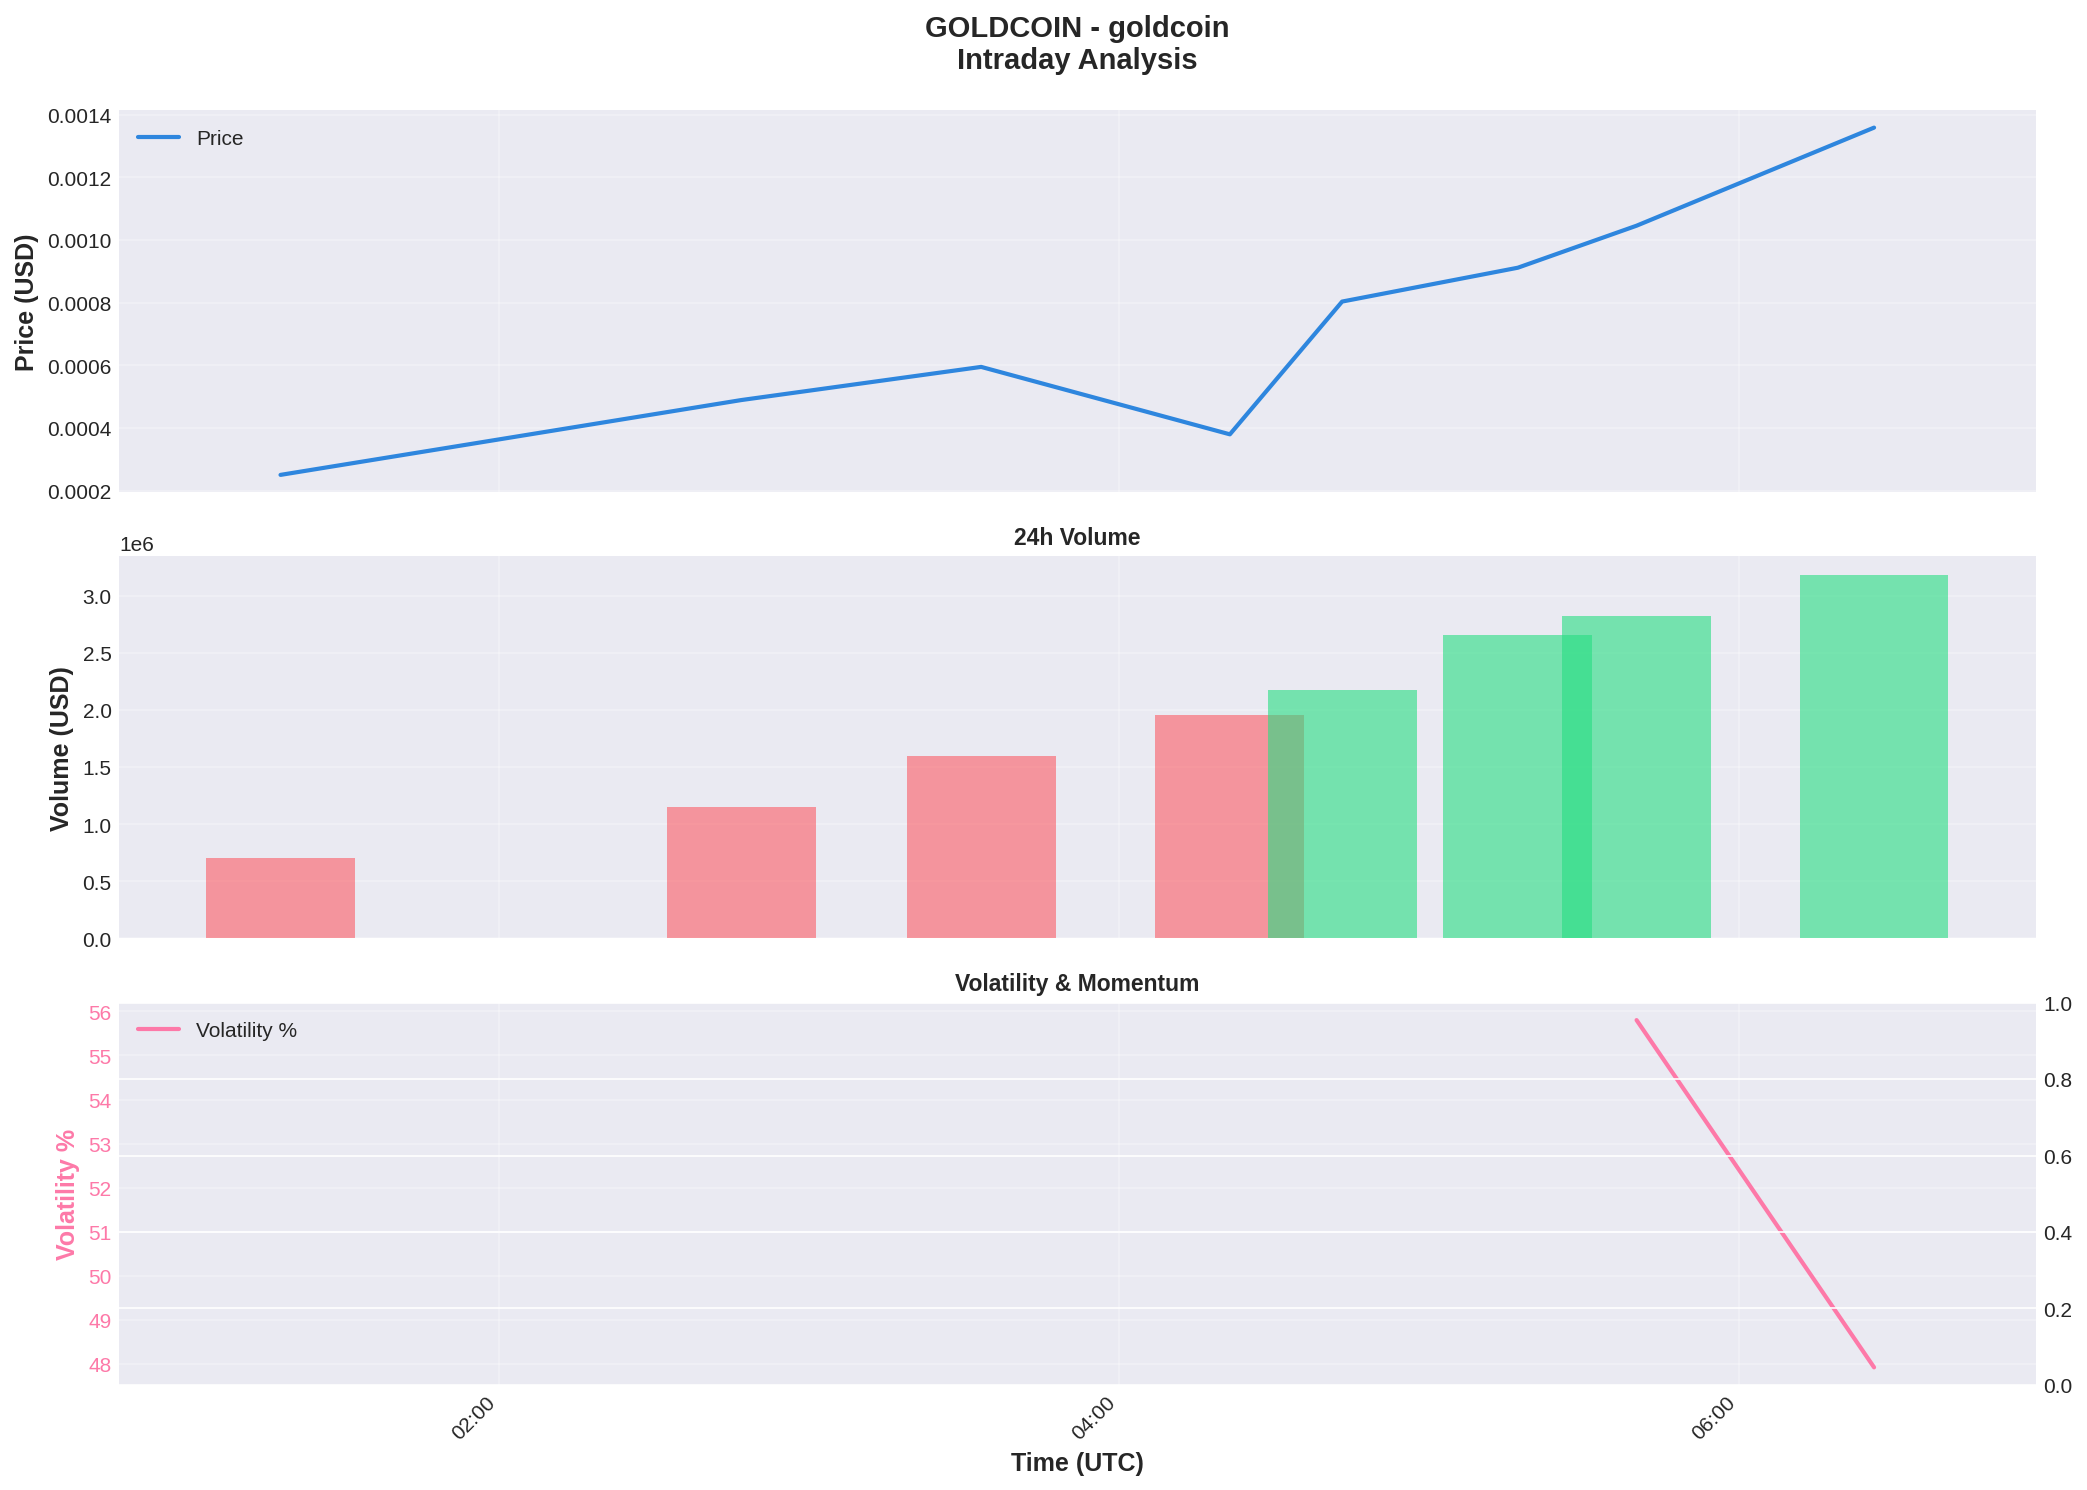 GOLDCOIN - goldcoin
Intraday Analysis
Price (USD)
0.0014
0.0012
0.0010
0.0008
0.0006
0.0004
0.0002
Price
24h Volume
1e6
Volume (USD)
3.0
2.5
2.0
1.5
1.0
0.5
0.0
Volatility & Momentum
Volatility %
56
55
54
53
52
51
50
49
48
Volatility %
1.0
0.8
0.6
0.4
0.2
0.0
02:00
04:00
06:00
Time (UTC)